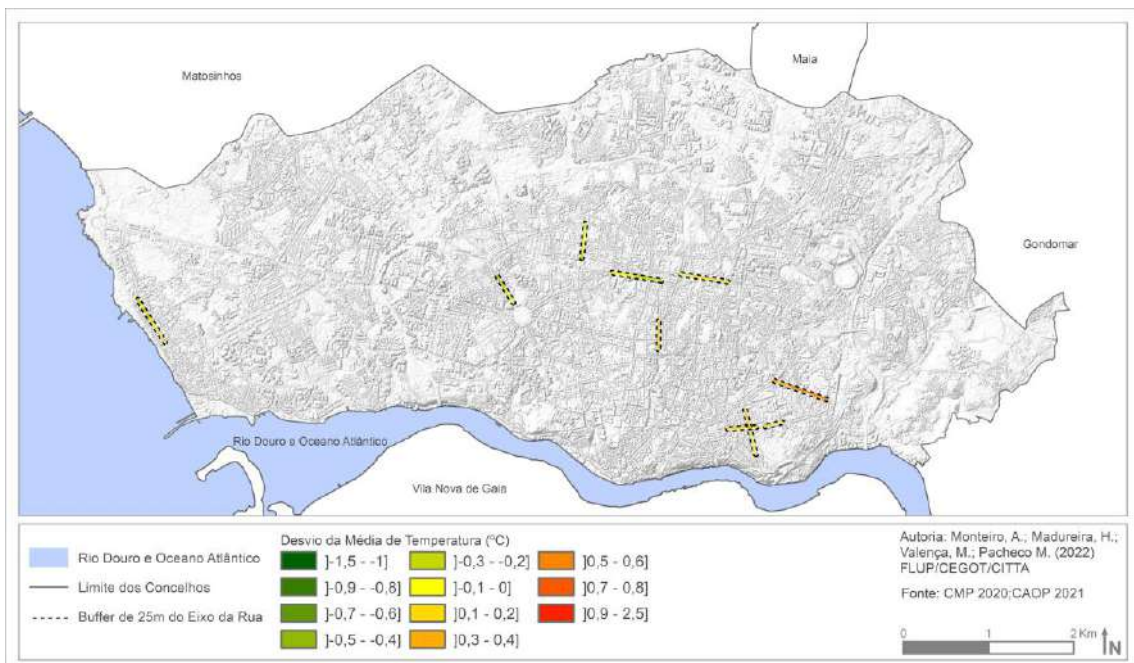 Maia
Matosinhos
Gondomar
Rio Douro e Oceano Atlântico
Vila Nova de Gaia
Rio Douro e Oceano Atlântico
Limite dos Concelhos
Buffer de 25m do Eixo da Rua
Desvio da Média de Temperatura (ºC)
]-1,5 - -1]
]-0,9 - -0,8]
]-0,7 - -0,6]
]-0,5 - -0,4]
]-0,3 - -0,2]
]-0,1 - 0]
]0,1 - 0,2]
]0,3 - 0,4]
]0,5 - 0,6]
]0,7 - 0,8]
]0,9 - 2,5]
Autoria: Monteiro, A.; Madureira, H.;
Valença, M.; Pacheco M. (2022)
FLUP/CEGOT/CITTA
Fonte: CMP 2020;CAOP 2021
0 1 2 Km
N